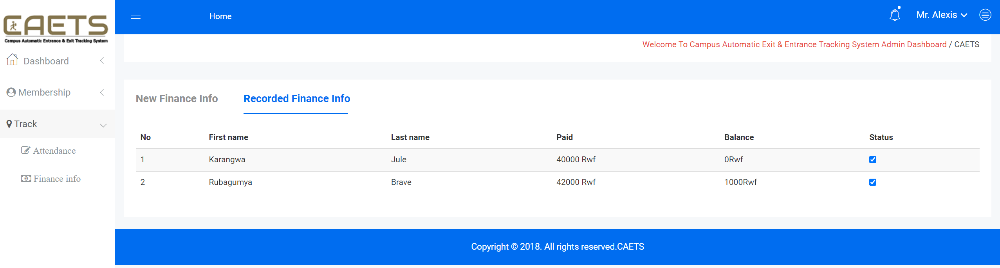 CAETS
Campus Automatic Entrance & Exit Tracking System
Home
Mr. Alexis
Welcome To Campus Automatic Exit & Entrance Tracking System Admin Dashboard / CAETS
Dashboard
Membership
Track
Attendance
Finance info
New Finance Info Recorded Finance Info
No First name Last name Paid Balance Status
1 Karangwa Jule 40000 Rwf 0Rwf
2 Rubagumya Brave 42000 Rwf 1000Rwf
Copyright © 2018. All rights reserved.CAETS